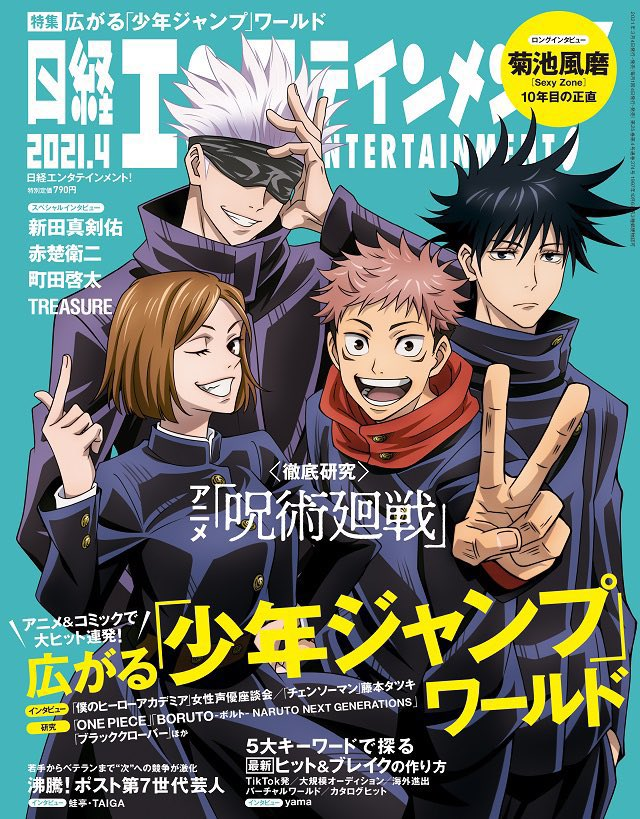 特集 広がる「少年ジャンプ」ワールド
日経エンタテインメント!
ENTERTAINMENT!
2021.4
日経エンタテインメント!
特別定価790円
ロングインタビュー
菊池風磨
[Sexy Zone]
10年目の正直
スペシャルインタビュー
新田真剣佑
赤楚衛二
町田啓太
TREASURE
〈徹底研究〉
アニメ「呪術廻戦」
アニメ&コミックで
大ヒット連発!
広がる「少年ジャンプ」
ワールド
インタビュー 「僕のヒーローアカデミア」女性声優座談会／「チェンソーマン」藤本タツキ
研究 「ONE PIECE」「BORUTO-ボルト- NARUTO NEXT GENERATIONS」
「ブラッククローバー」ほか
若手からベテランまで“次”への競争が激化
沸騰!ポスト第7世代芸人
インタビュー 蛙亭・TAIGA
5大キーワードで探る
最新 ヒット&ブレイクの作り方
TikTok発／大規模オーディション／海外進出
バーチャルワールド／カタログヒット
インタビュー yama